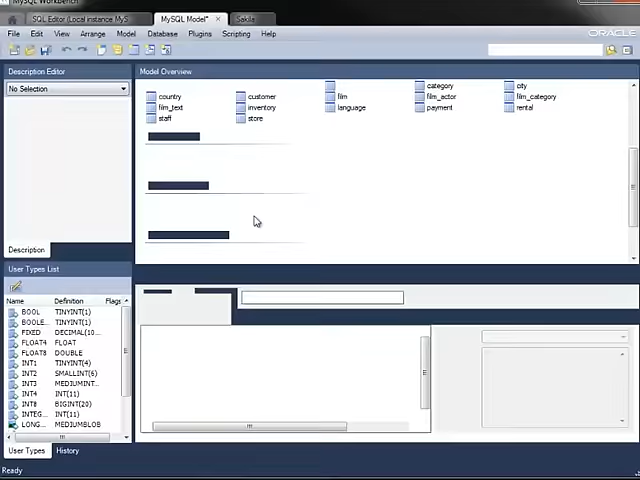 MySQL Workbench
SQL Editor (Local instance MyS
MySQL Model* ×
Sakila
File Edit View Arrange Model Database Plugins Scripting Help
ORACLE
Description Editor
No Selection
Description
User Types List
Name Definition Flags
BOOL TINYINT(1)
BOOLE... TINYINT(1)
FIXED DECIMAL(10...
FLOAT4 FLOAT
FLOAT8 DOUBLE
INT1 TINYINT(4)
INT2 SMALLINT(6)
INT3 MEDIUMINT...
INT4 INT(11)
INT8 BIGINT(20)
INTEG... INT(11)
LONG... MEDIUMBLOB
User Types History
Model Overview
category city
country customer film film_actor film_category
film_text inventory language payment rental
staff store
Ready